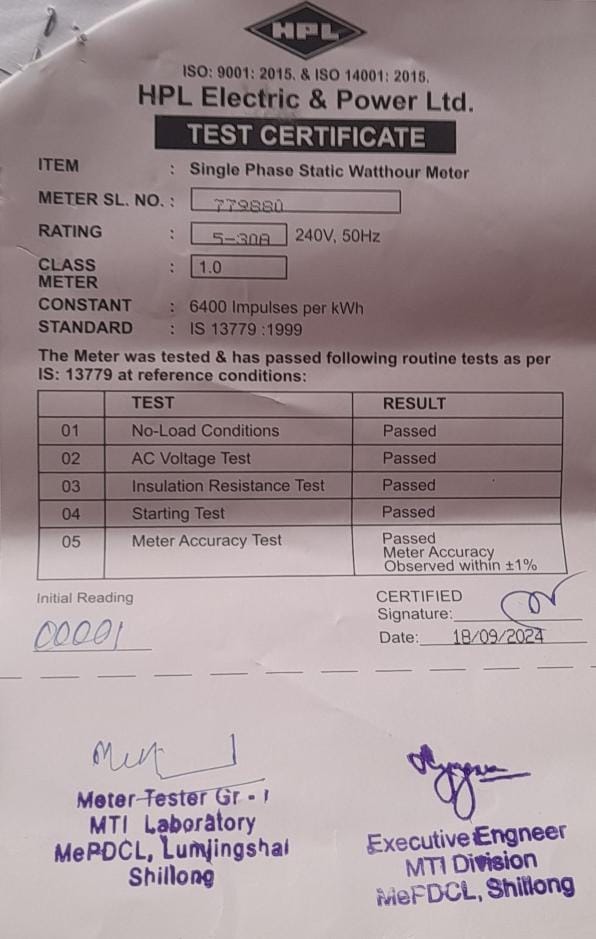 HPL
ISO: 9001: 2015. & ISO 14001: 2015.
HPL Electric & Power Ltd.
TEST CERTIFICATE
ITEM : Single Phase Static Watthour Meter
METER SL. NO. : 779880
RATING : 5-30A 240V, 50Hz
CLASS : 1.0
METER
CONSTANT : 6400 Impulses per kWh
STANDARD : IS 13779 :1999
The Meter was tested & has passed following routine tests as per
IS: 13779 at reference conditions:
TEST RESULT
01 No-Load Conditions Passed
02 AC Voltage Test Passed
03 Insulation Resistance Test Passed
04 Starting Test Passed
05 Meter Accuracy Test Passed
Meter Accuracy
Observed within ±1%
Initial Reading
00001
CERTIFIED
Signature:
Date: 18/09/2024
Meter Tester Gr - I
MTI Laboratory
MePDCL, Lumjingshai
Shillong
Executive Engneer
MTI Division
MePDCL, Shillong